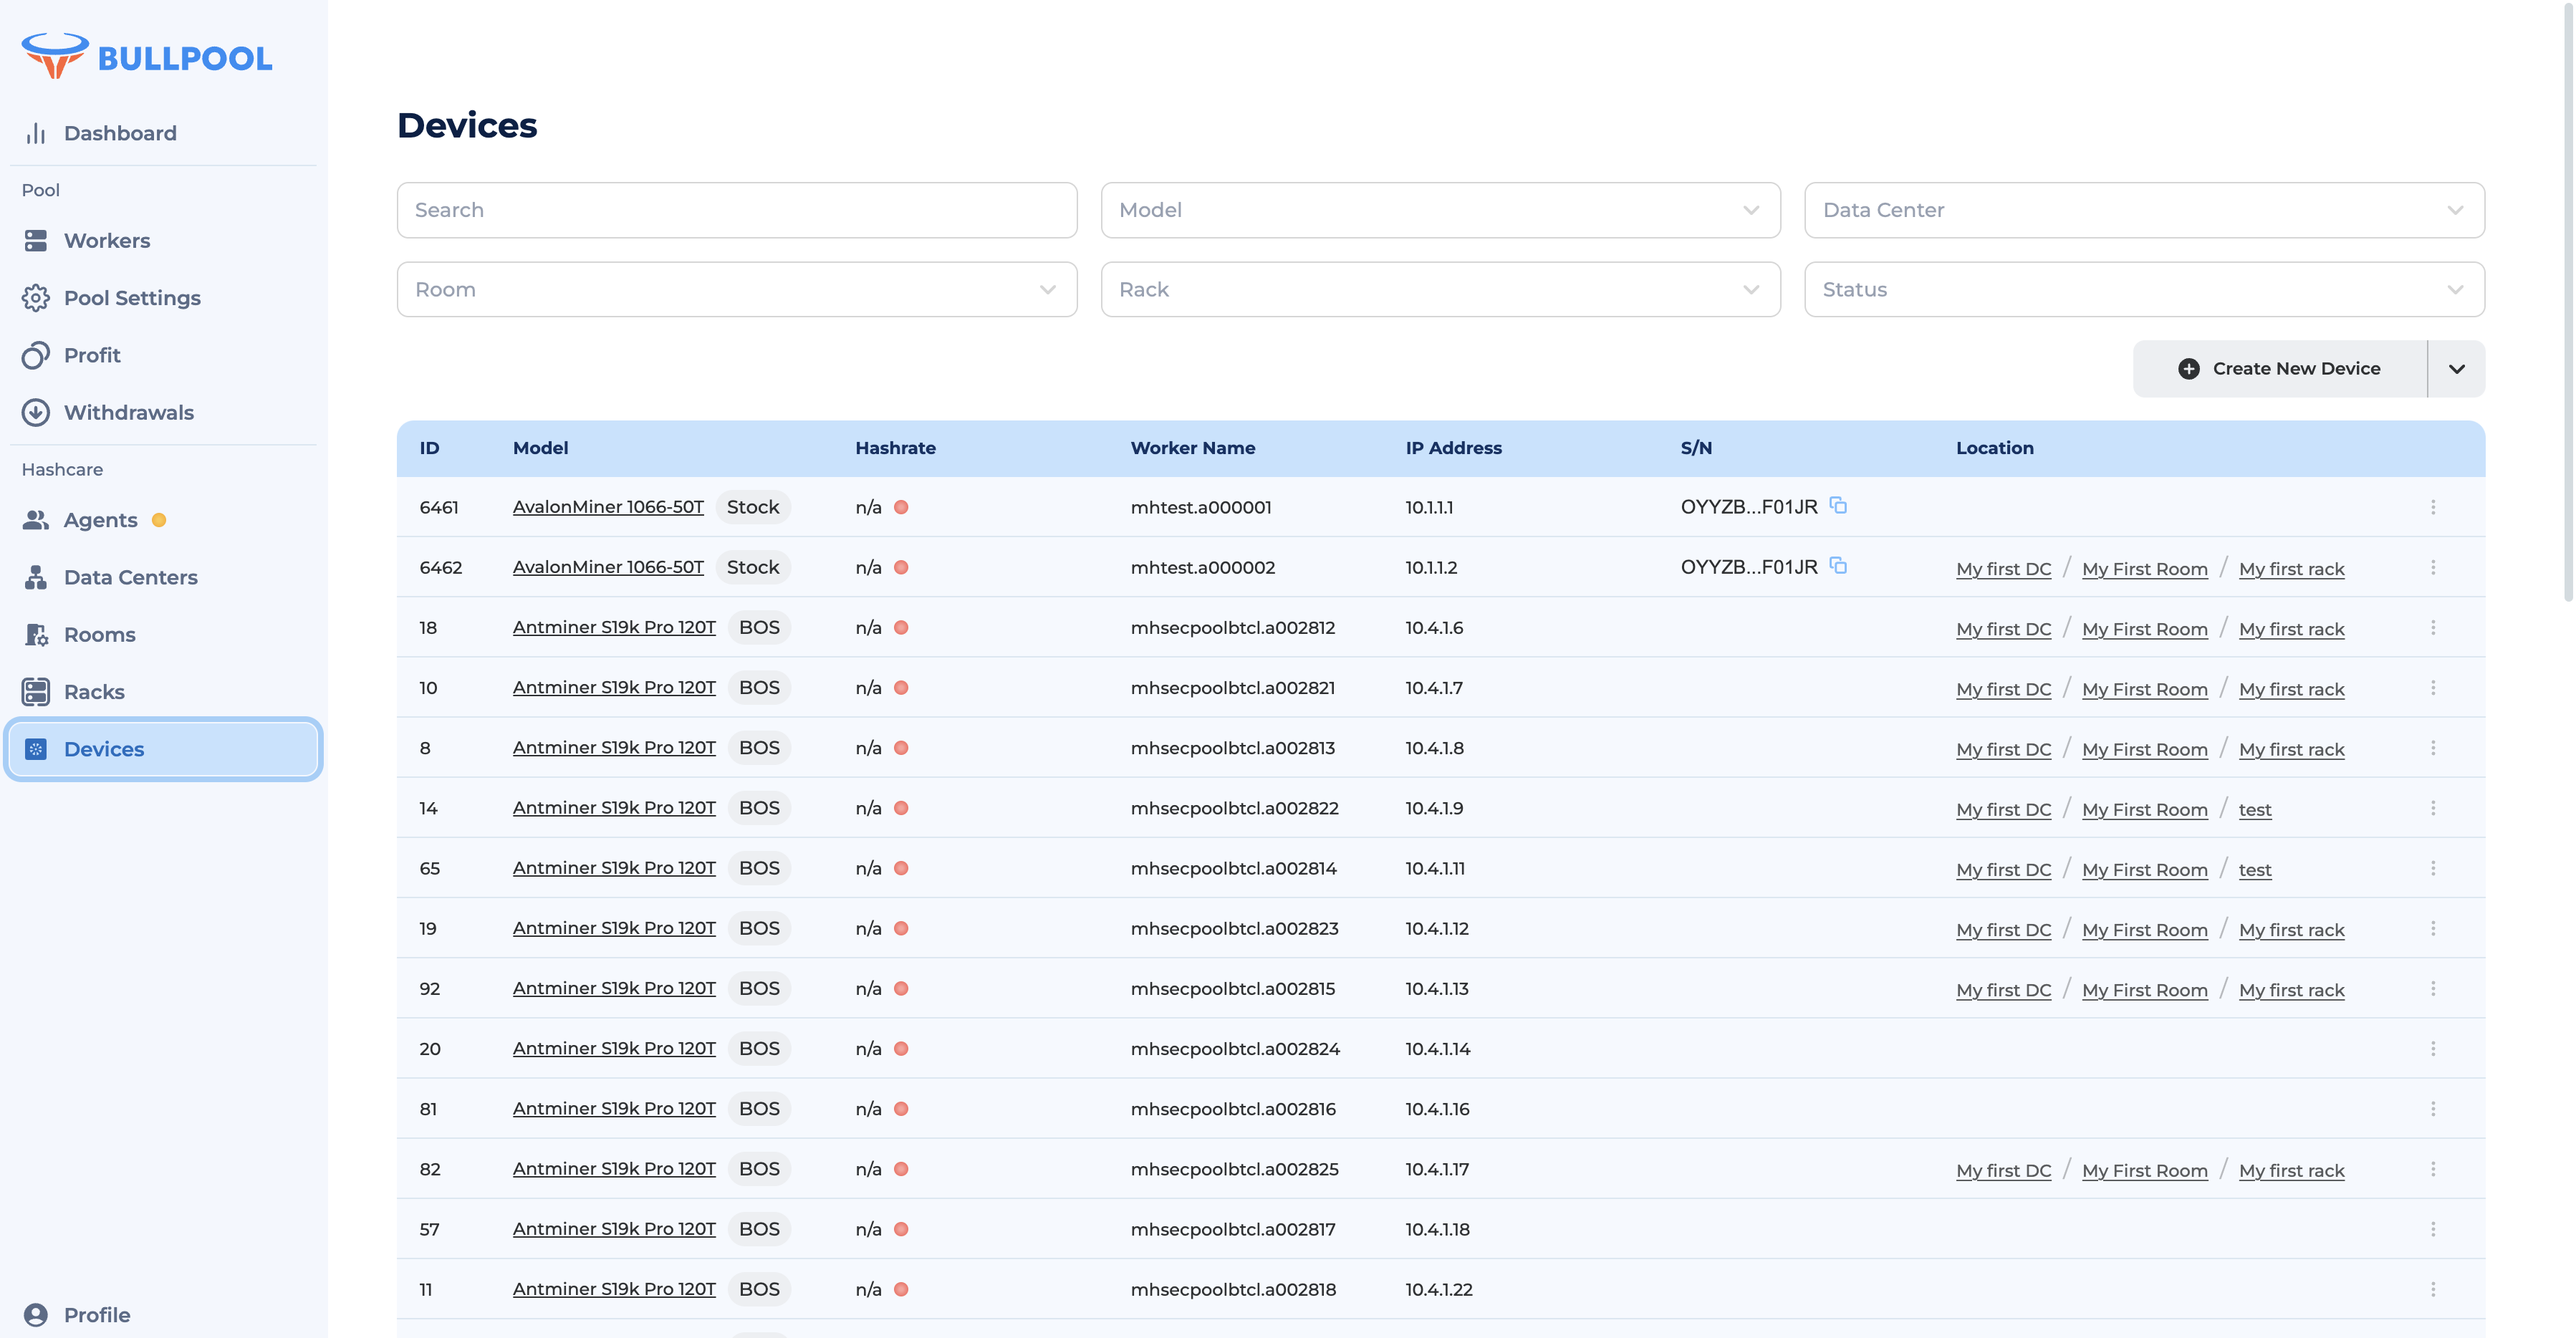 BULLPOOL
Dashboard
Pool
Workers
Pool Settings
Profit
Withdrawals
Hashcare
Agents
Data Centers
Rooms
Racks
Devices
Profile
Devices
Search Model Data Center
Room Rack Status
Create New Device
ID Model Hashrate Worker Name IP Address S/N Location
6461 AvalonMiner 1066-50T Stock n/a mhtest.a000001 10.1.1.1 OYYZB...F01JR
6462 AvalonMiner 1066-50T Stock n/a mhtest.a000002 10.1.1.2 OYYZB...F01JR My first DC / My First Room / My first rack
18 Antminer S19k Pro 120T BOS n/a mhsecpoolbtcl.a002812 10.4.1.6 My first DC / My First Room / My first rack
10 Antminer S19k Pro 120T BOS n/a mhsecpoolbtcl.a002821 10.4.1.7 My first DC / My First Room / My first rack
8 Antminer S19k Pro 120T BOS n/a mhsecpoolbtcl.a002813 10.4.1.8 My first DC / My First Room / My first rack
14 Antminer S19k Pro 120T BOS n/a mhsecpoolbtcl.a002822 10.4.1.9 My first DC / My First Room / test
65 Antminer S19k Pro 120T BOS n/a mhsecpoolbtcl.a002814 10.4.1.11 My first DC / My First Room / test
19 Antminer S19k Pro 120T BOS n/a mhsecpoolbtcl.a002823 10.4.1.12 My first DC / My First Room / My first rack
92 Antminer S19k Pro 120T BOS n/a mhsecpoolbtcl.a002815 10.4.1.13 My first DC / My First Room / My first rack
20 Antminer S19k Pro 120T BOS n/a mhsecpoolbtcl.a002824 10.4.1.14
81 Antminer S19k Pro 120T BOS n/a mhsecpoolbtcl.a002816 10.4.1.16
82 Antminer S19k Pro 120T BOS n/a mhsecpoolbtcl.a002825 10.4.1.17 My first DC / My First Room / My first rack
57 Antminer S19k Pro 120T BOS n/a mhsecpoolbtcl.a002817 10.4.1.18
11 Antminer S19k Pro 120T BOS n/a mhsecpoolbtcl.a002818 10.4.1.22